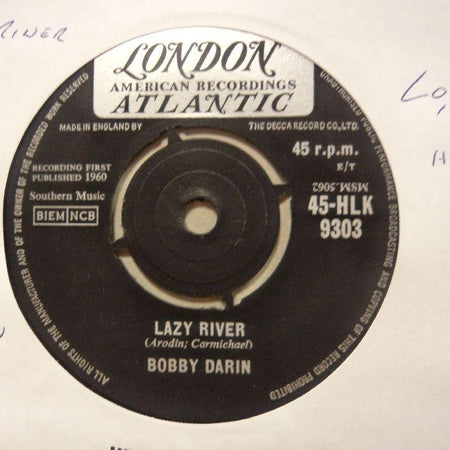 LONDON
AMERICAN RECORDINGS
ATLANTIC
MADE IN ENGLAND BY
THE DECCA RECORD CO., LTD.
RECORDING FIRST
PUBLISHED 1960
Southern Music
BIEM NCB
45 r.p.m.
E/T
MSM.5062
45-HLK
9303
LAZY RIVER
(Arodin; Carmichael)
BOBBY DARIN
ALL RIGHTS OF THE MANUFACTURER AND OF THE OWNER OF THE RECORDED WORK RESERVED
UNAUTHORISED PUBLIC PERFORMANCE BROADCASTING AND COPYING OF THIS RECORD PROHIBITED